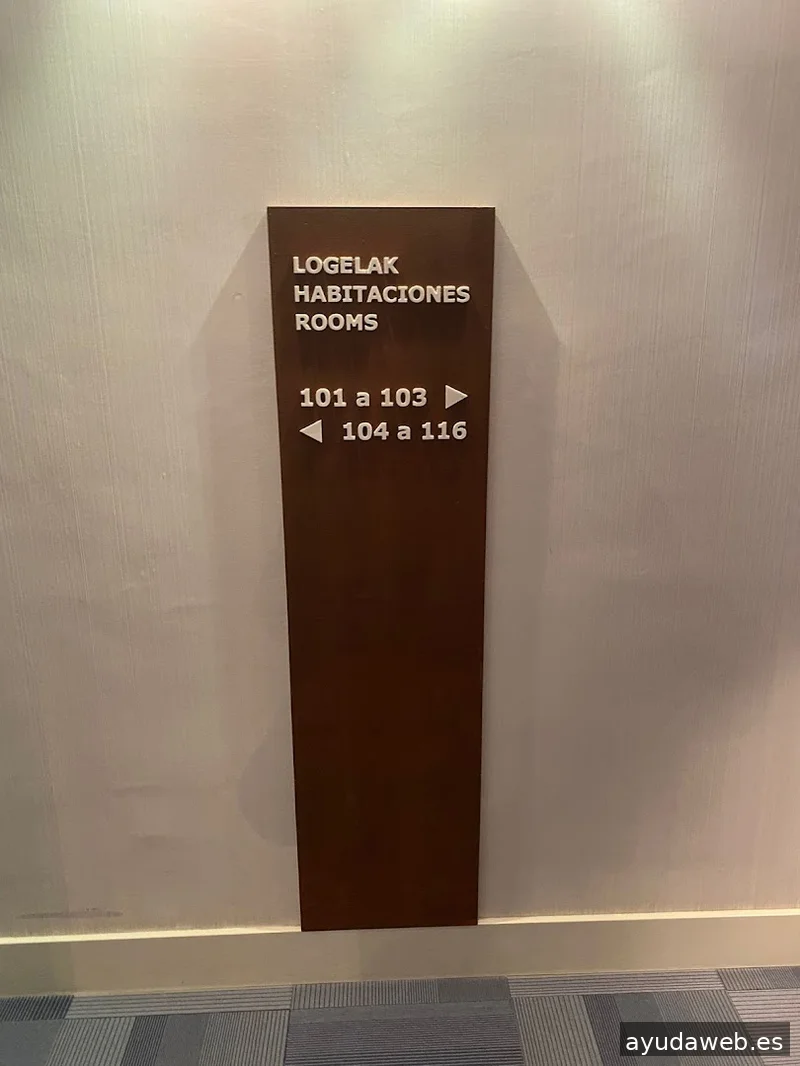 LOGELAK
HABITACIONES
ROOMS
101 a 103 ▶
◀ 104 a 116
ayudaweb.es